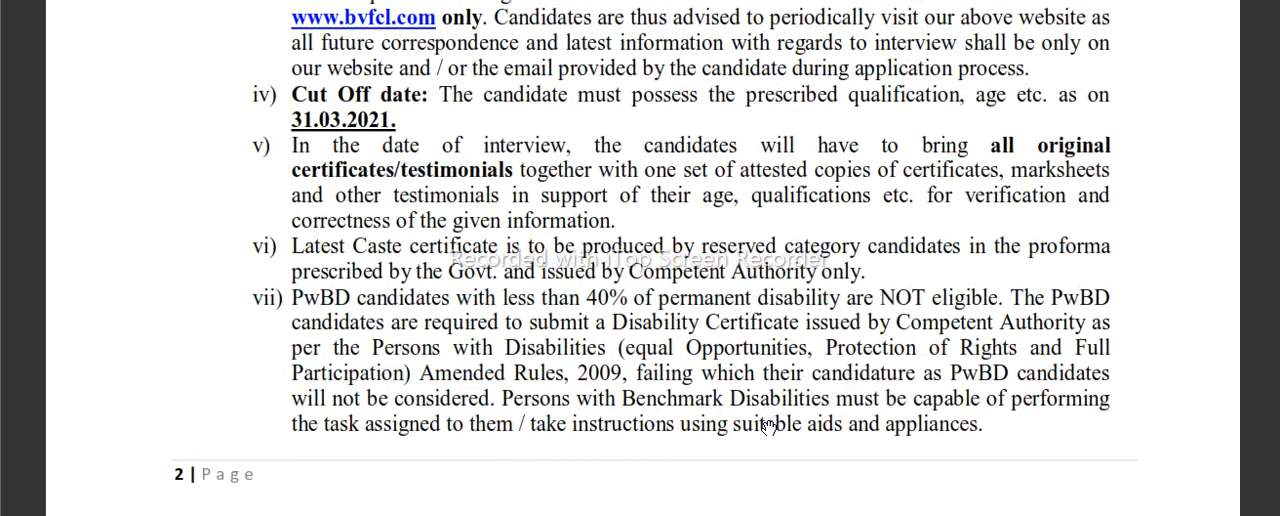 www.bvfcl.com only. Candidates are thus advised to periodically visit our above website as
all future correspondence and latest information with regards to interview shall be only on
our website and / or the email provided by the candidate during application process.
iv) Cut Off date: The candidate must possess the prescribed qualification, age etc. as on
31.03.2021.
v) In the date of interview, the candidates will have to bring all original
certificates/testimonials together with one set of attested copies of certificates, marksheets
and other testimonials in support of their age, qualifications etc. for verification and
correctness of the given information.
vi) Latest Caste certificate is to be produced by reserved category candidates in the proforma
Recorded with iTop Screen Recorder
prescribed by the Govt. and issued by Competent Authority only.
vii) PwBD candidates with less than 40% of permanent disability are NOT eligible. The PwBD
candidates are required to submit a Disability Certificate issued by Competent Authority as
per the Persons with Disabilities (equal Opportunities, Protection of Rights and Full
Participation) Amended Rules, 2009, failing which their candidature as PwBD candidates
will not be considered. Persons with Benchmark Disabilities must be capable of performing
the task assigned to them / take instructions using suitable aids and appliances.
2 | Page